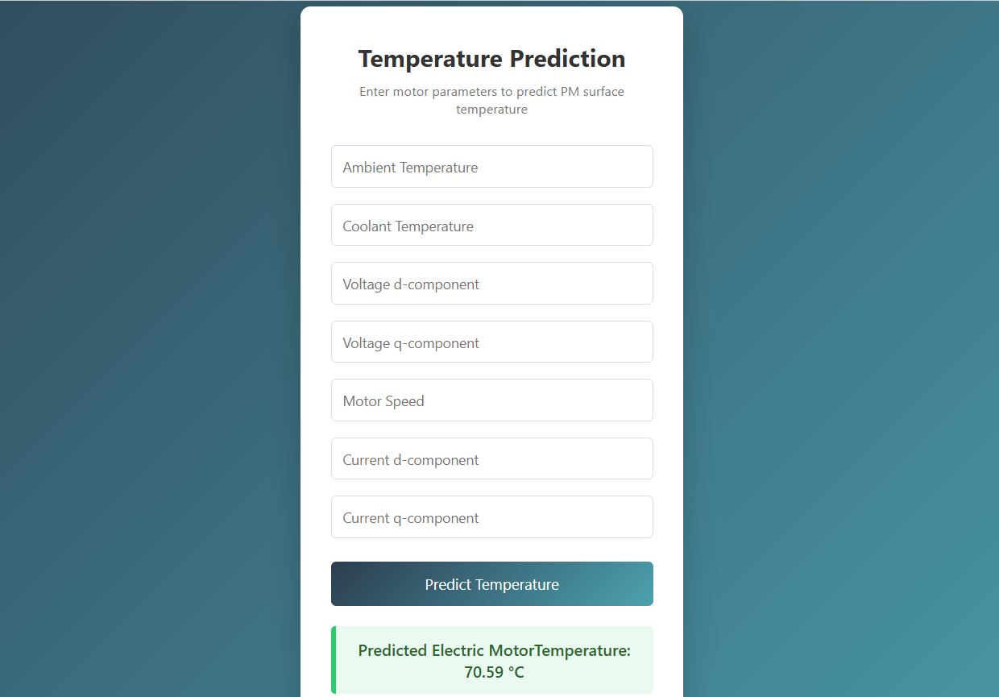 Temperature Prediction
Enter motor parameters to predict PM surface
temperature
Ambient Temperature
Coolant Temperature
Voltage d-component
Voltage q-component
Motor Speed
Current d-component
Current q-component
Predict Temperature
Predicted Electric MotorTemperature:
70.59 °C